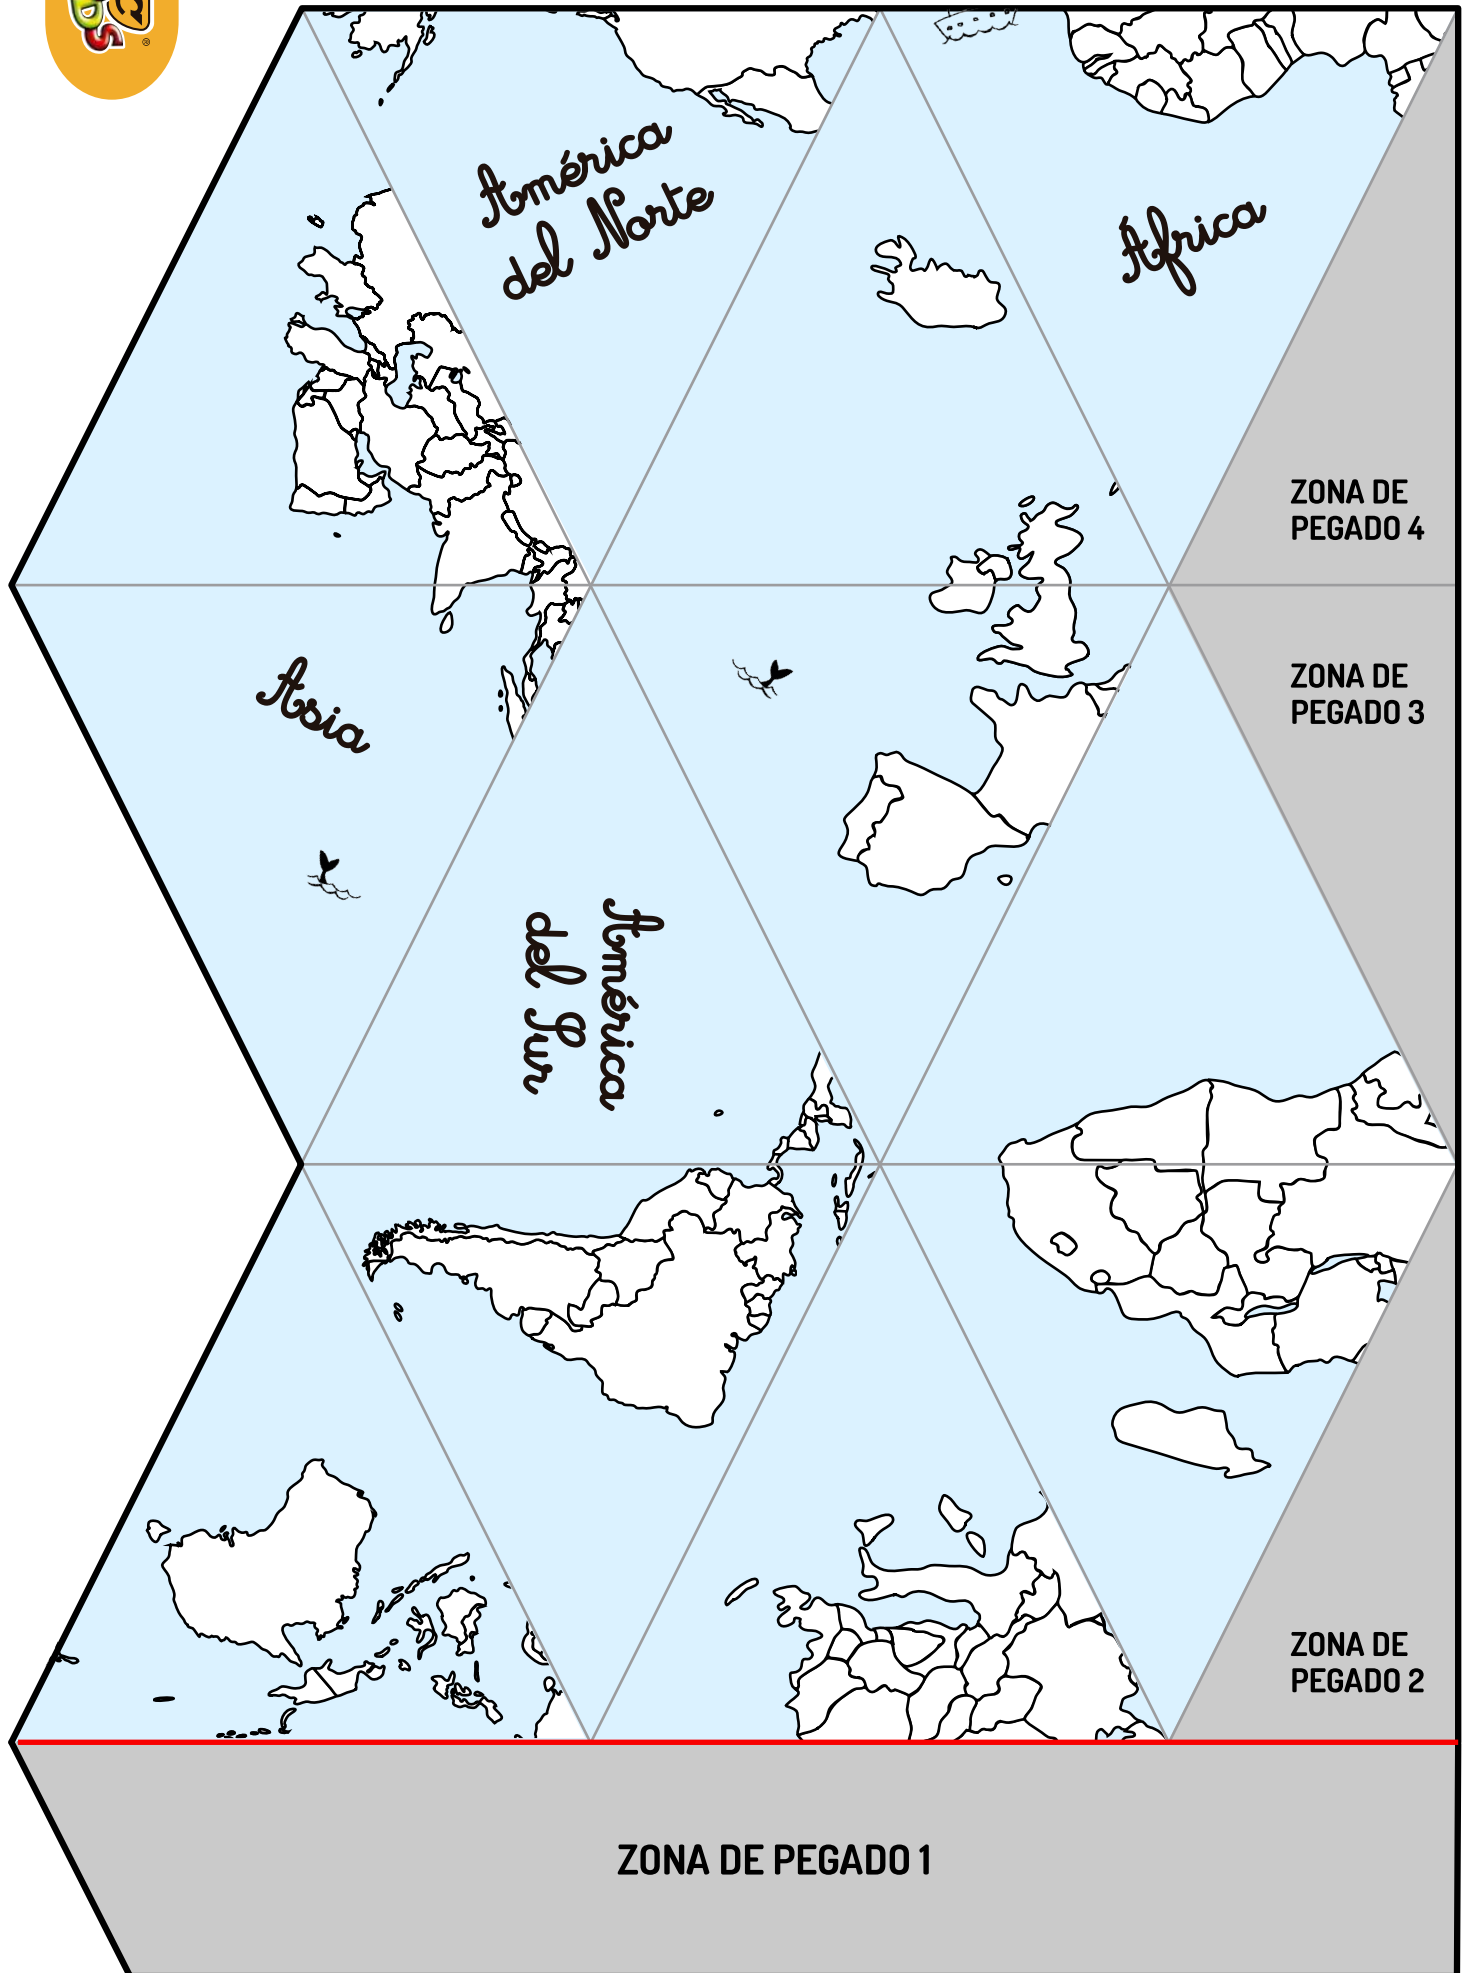 América
del Norte
África
ZONA DE
PEGADO 4
ZONA DE
PEGADO 3
Asia
América
del Sur
ZONA DE
PEGADO 2
ZONA DE PEGADO 1